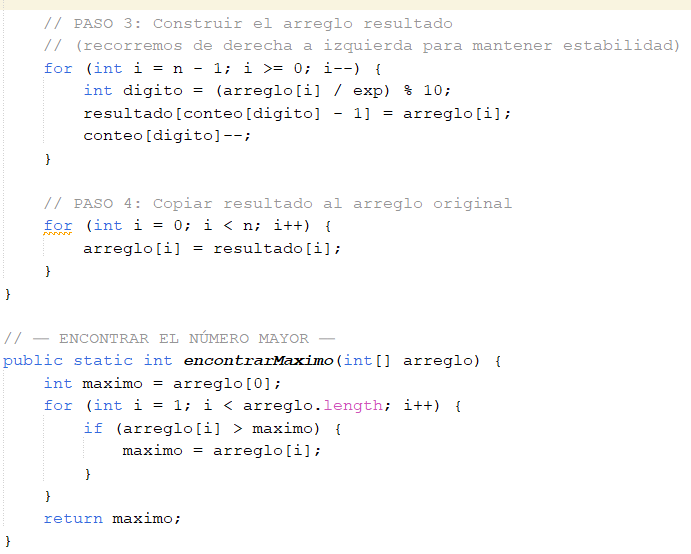 // PASO 3: Construir el arreglo resultado
// (recorremos de derecha a izquierda para mantener estabilidad)
for (int i = n - 1; i >= 0; i--) {
int digito = (arreglo[i] / exp) % 10;
resultado[conteo[digito] - 1] = arreglo[i];
conteo[digito]--;
}
// PASO 4: Copiar resultado al arreglo original
for (int i = 0; i < n; i++) {
arreglo[i] = resultado[i];
}
}
// — ENCONTRAR EL NÚMERO MAYOR —
public static int encontrarMaximo(int[] arreglo) {
int maximo = arreglo[0];
for (int i = 1; i < arreglo.length; i++) {
if (arreglo[i] > maximo) {
maximo = arreglo[i];
}
}
return maximo;
}